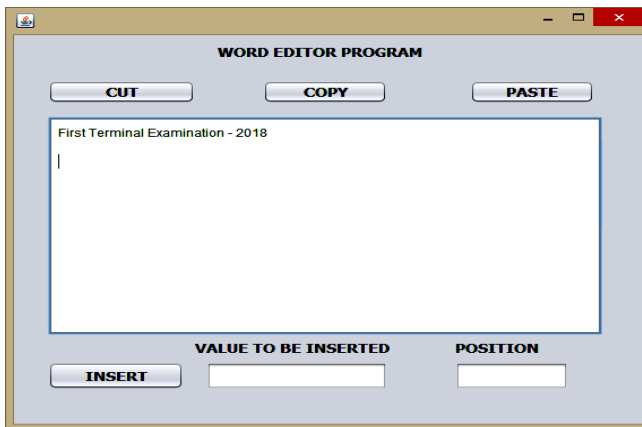 WORD EDITOR PROGRAM
CUT COPY PASTE
First Terminal Examination - 2018
VALUE TO BE INSERTED POSITION
INSERT